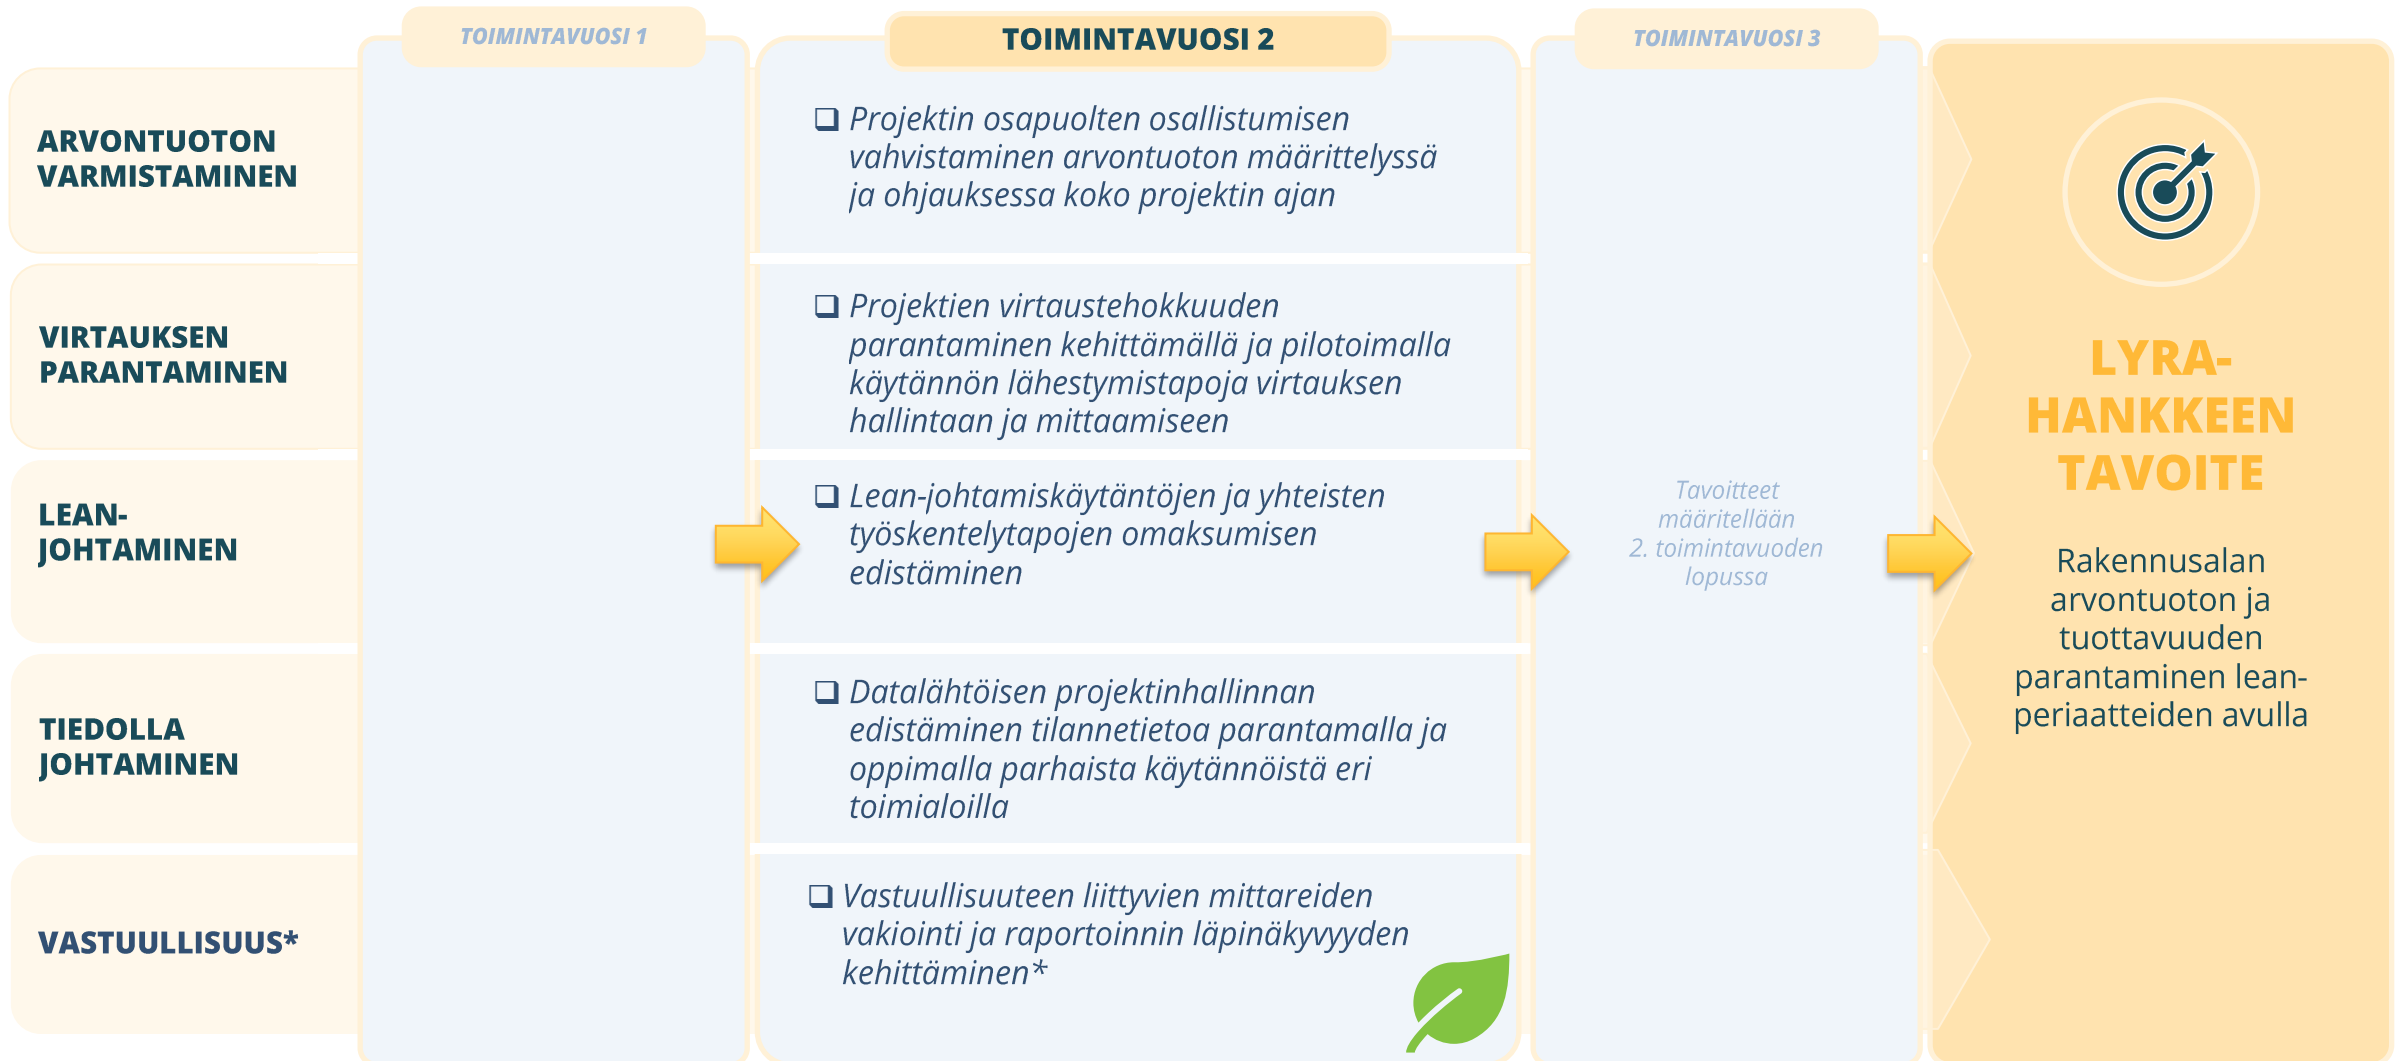 TOIMINTAVUOSI 1
TOIMINTAVUOSI 2
TOIMINTAVUOSI 3
ARVONTUOTON
VARMISTAMINEN
❑ Projektin osapuolten osallistumisen
vahvistaminen arvontuoton määrittelyssä
ja ohjauksessa koko projektin ajan
VIRTAUKSEN
PARANTAMINEN
❑ Projektien virtaustehokkuuden
parantaminen kehittämällä ja pilotoimalla
käytännön lähestymistapoja virtauksen
hallintaan ja mittaamiseen
LEAN-
JOHTAMINEN
❑ Lean-johtamiskäytäntöjen ja yhteisten
työskentelytapojen omaksumisen
edistäminen
TIEDOLLA
JOHTAMINEN
❑ Datalähtöisen projektinhallinnan
edistäminen tilannetietoa parantamalla ja
oppimalla parhaista käytännöistä eri
toimialoilla
VASTUULLISUUS*
❑ Vastuullisuuteen liittyvien mittareiden
vakiointi ja raportoinnin läpinäkyvyyden
kehittäminen*
Tavoitteet
määritellään
2. toimintavuoden
lopussa
LYRA-
HANKKEEN
TAVOITE
Rakennusalan
arvontuoton ja
tuottavuuden
parantaminen lean-
periaatteiden avulla